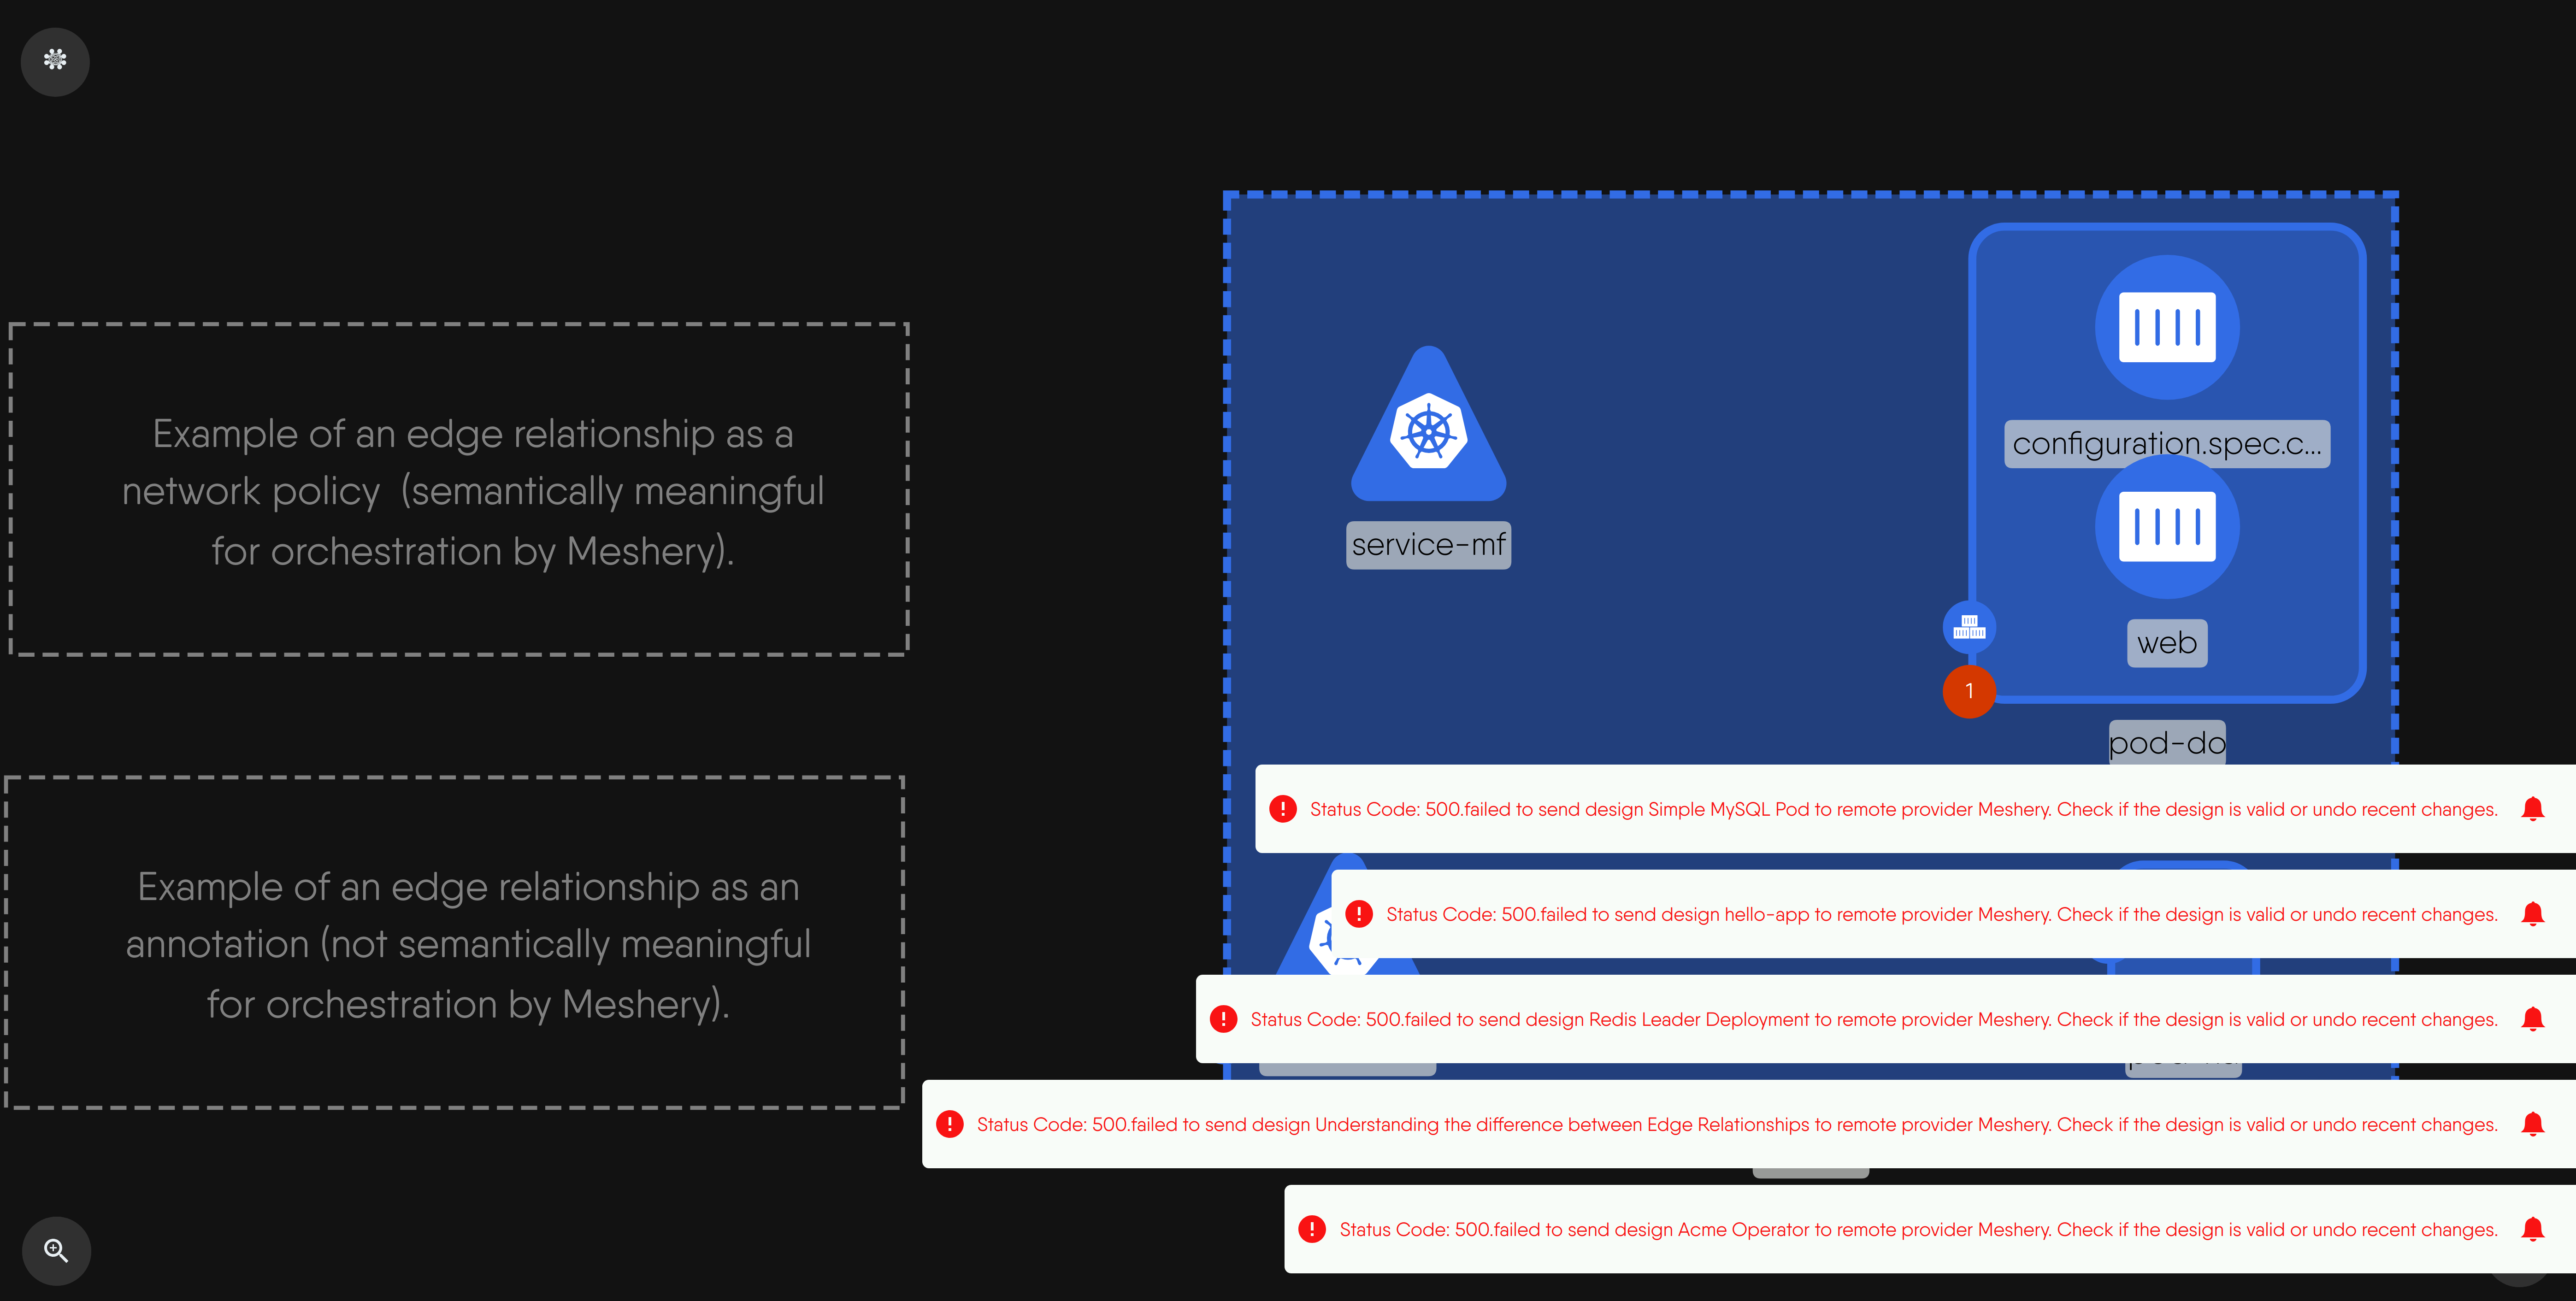 Example of an edge relationship as a
network policy  (semantically meaningful
for orchestration by Meshery).
Example of an edge relationship as an
annotation (not semantically meaningful
for orchestration by Meshery).
configuration.spec.c...
service-mf
web
1
pod-do
Status Code: 500.failed to send design Simple MySQL Pod to remote provider Meshery. Check if the design is valid or undo recent changes.
Status Code: 500.failed to send design hello-app to remote provider Meshery. Check if the design is valid or undo recent changes.
Status Code: 500.failed to send design Redis Leader Deployment to remote provider Meshery. Check if the design is valid or undo recent changes.
Status Code: 500.failed to send design Understanding the difference between Edge Relationships to remote provider Meshery. Check if the design is valid or undo recent changes.
Status Code: 500.failed to send design Acme Operator to remote provider Meshery. Check if the design is valid or undo recent changes.